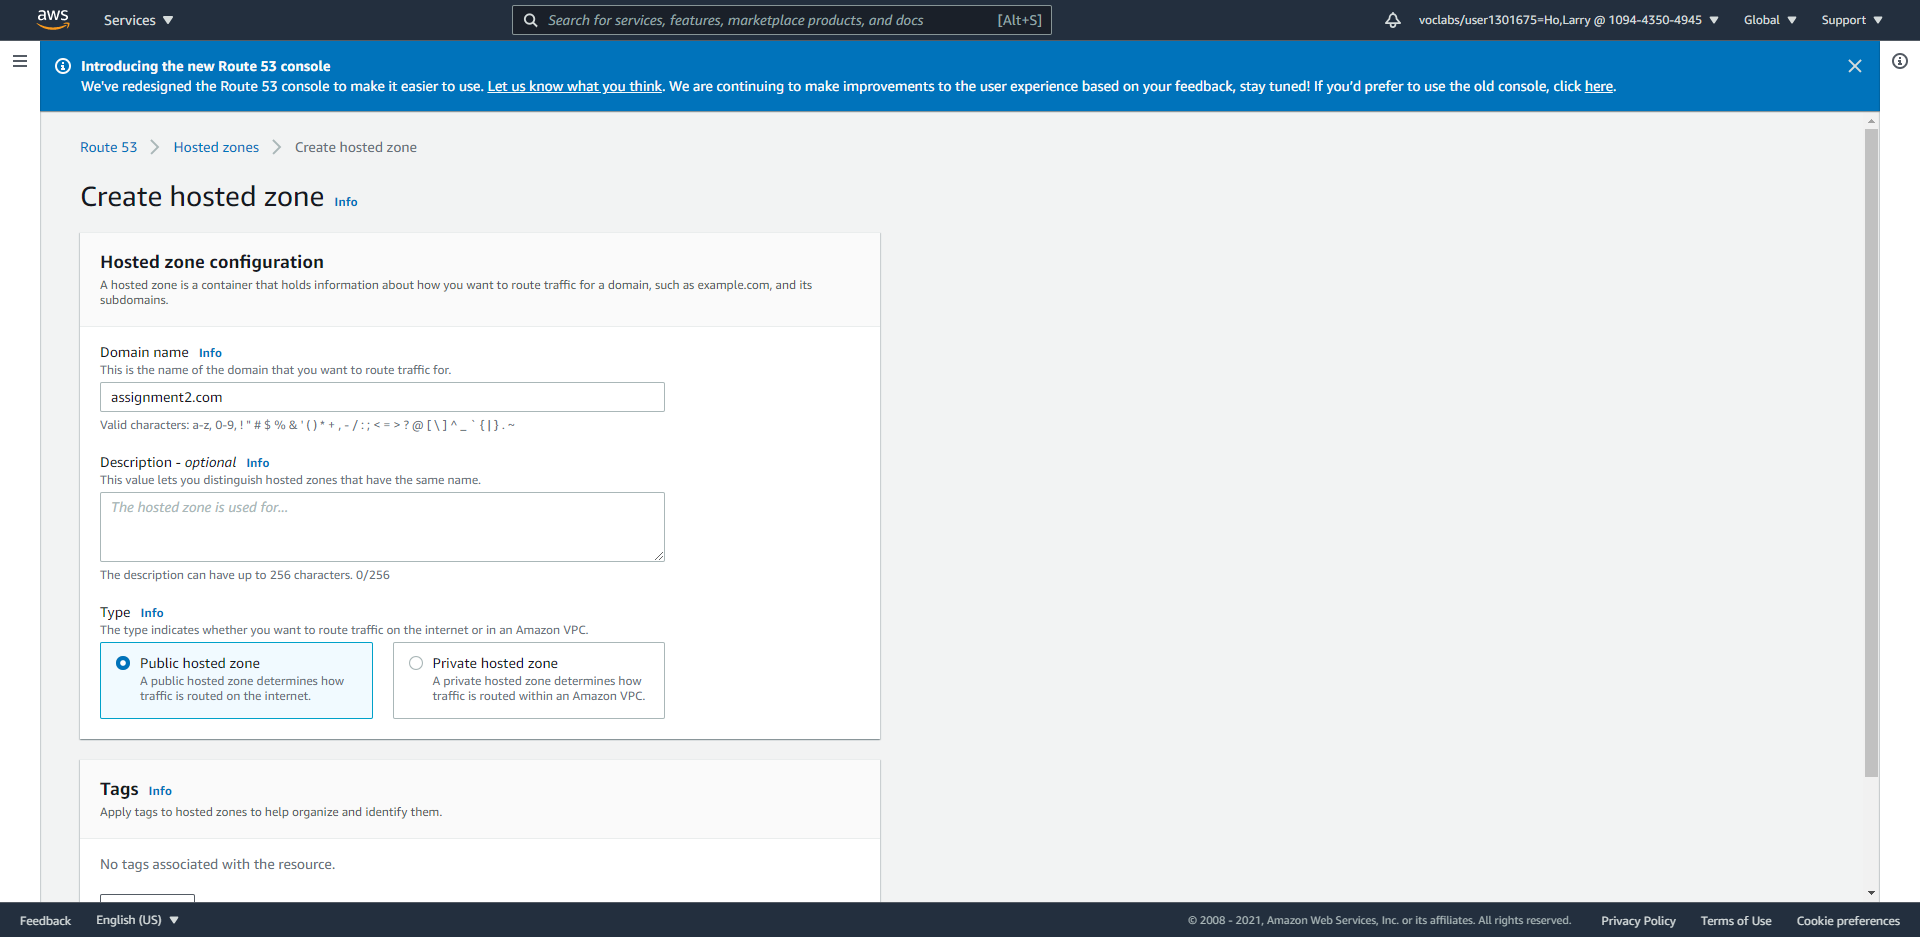 aws Services Search for services, features, marketplace products, and docs [Alt+S] voclabs/user1301675=Ho,Larry @ 1094-4350-4945 Global Support
Introducing the new Route 53 console
We've redesigned the Route 53 console to make it easier to use. Let us know what you think. We are continuing to make improvements to the user experience based on your feedback, stay tuned! If you'd prefer to use the old console, click here.
Route 53 Hosted zones Create hosted zone
Create hosted zone Info
Hosted zone configuration
A hosted zone is a container that holds information about how you want to route traffic for a domain, such as example.com, and its
subdomains.
Domain name Info
This is the name of the domain that you want to route traffic for.
assignment2.com
Valid characters: a-z, 0-9, ! " # $ % & ' ( ) * + , - / : ; < = > ? @ [ \ ] ^ _ ` { | } . ~
Description - optional Info
This value lets you distinguish hosted zones that have the same name.
The hosted zone is used for...
The description can have up to 256 characters. 0/256
Type Info
The type indicates whether you want to route traffic on the internet or in an Amazon VPC.
Public hosted zone
A public hosted zone determines how
traffic is routed on the internet.
Private hosted zone
A private hosted zone determines how
traffic is routed within an Amazon VPC.
Tags Info
Apply tags to hosted zones to help organize and identify them.
No tags associated with the resource.
Feedback English (US) © 2008 - 2021, Amazon Web Services, Inc. or its affiliates. All rights reserved. Privacy Policy Terms of Use Cookie preferences